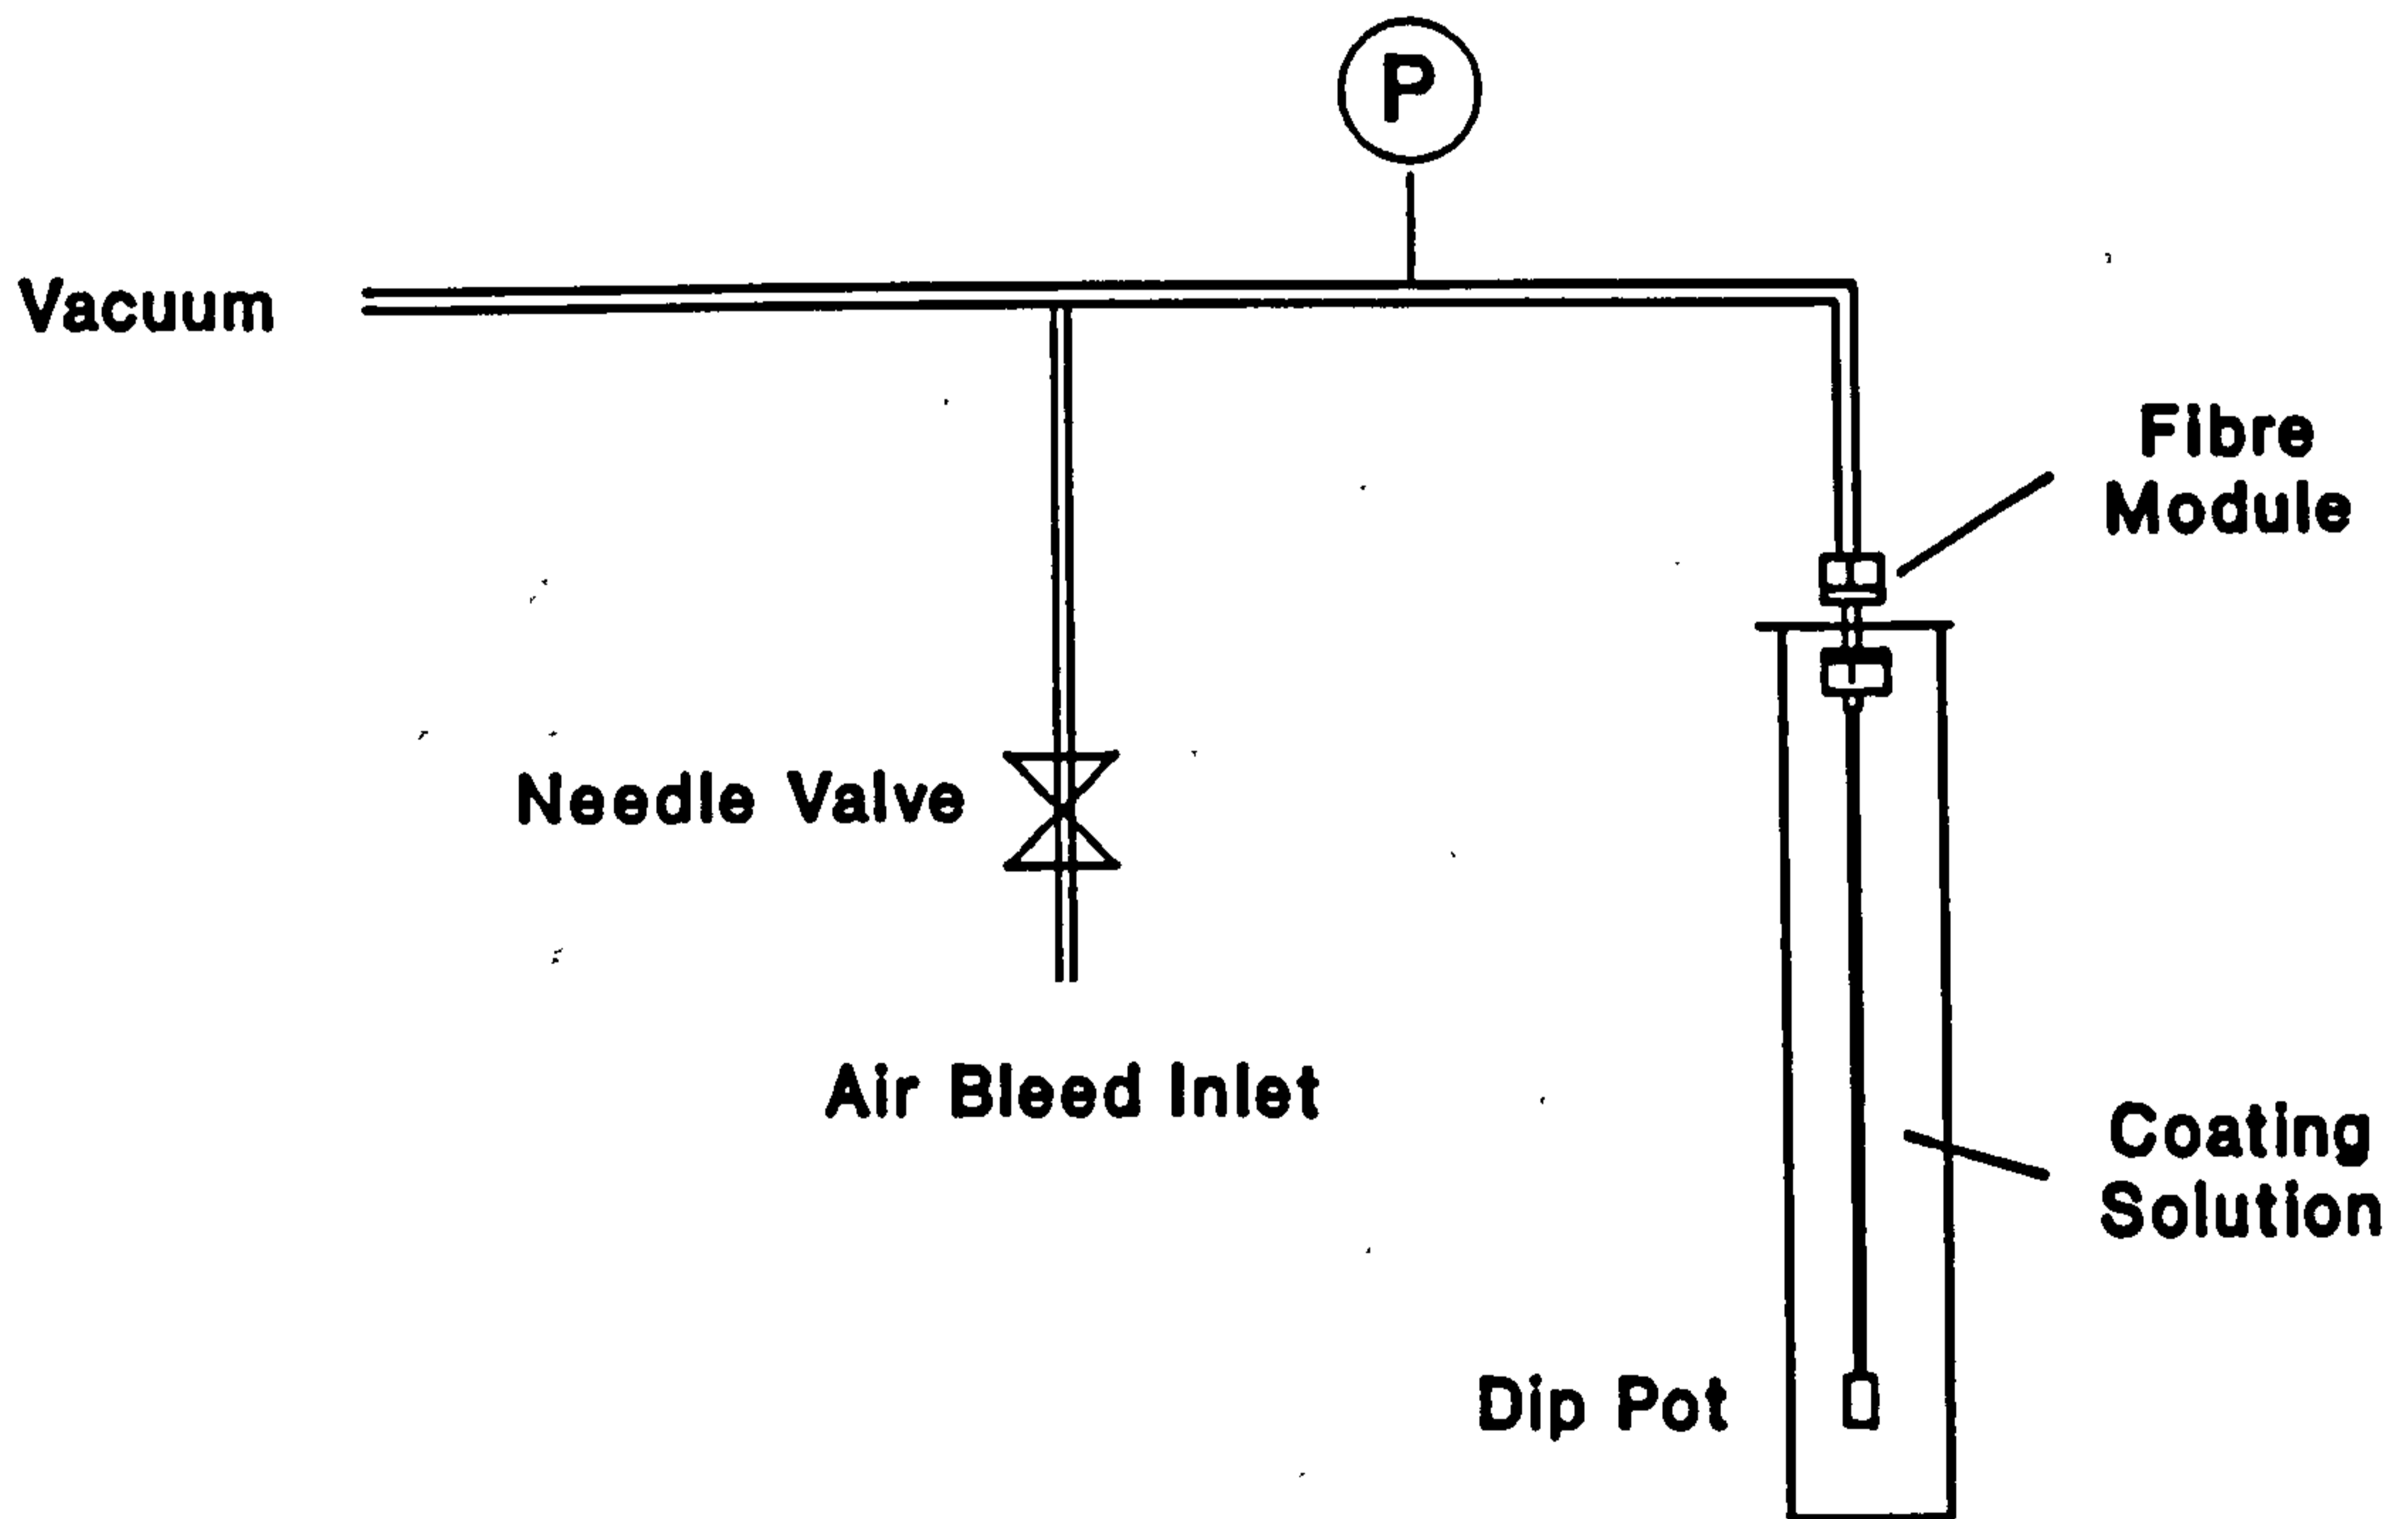 P
Vacuum
Fibre
Module
Needle Valve
Air Bleed Inlet
Coating
Solution
Dip Pot